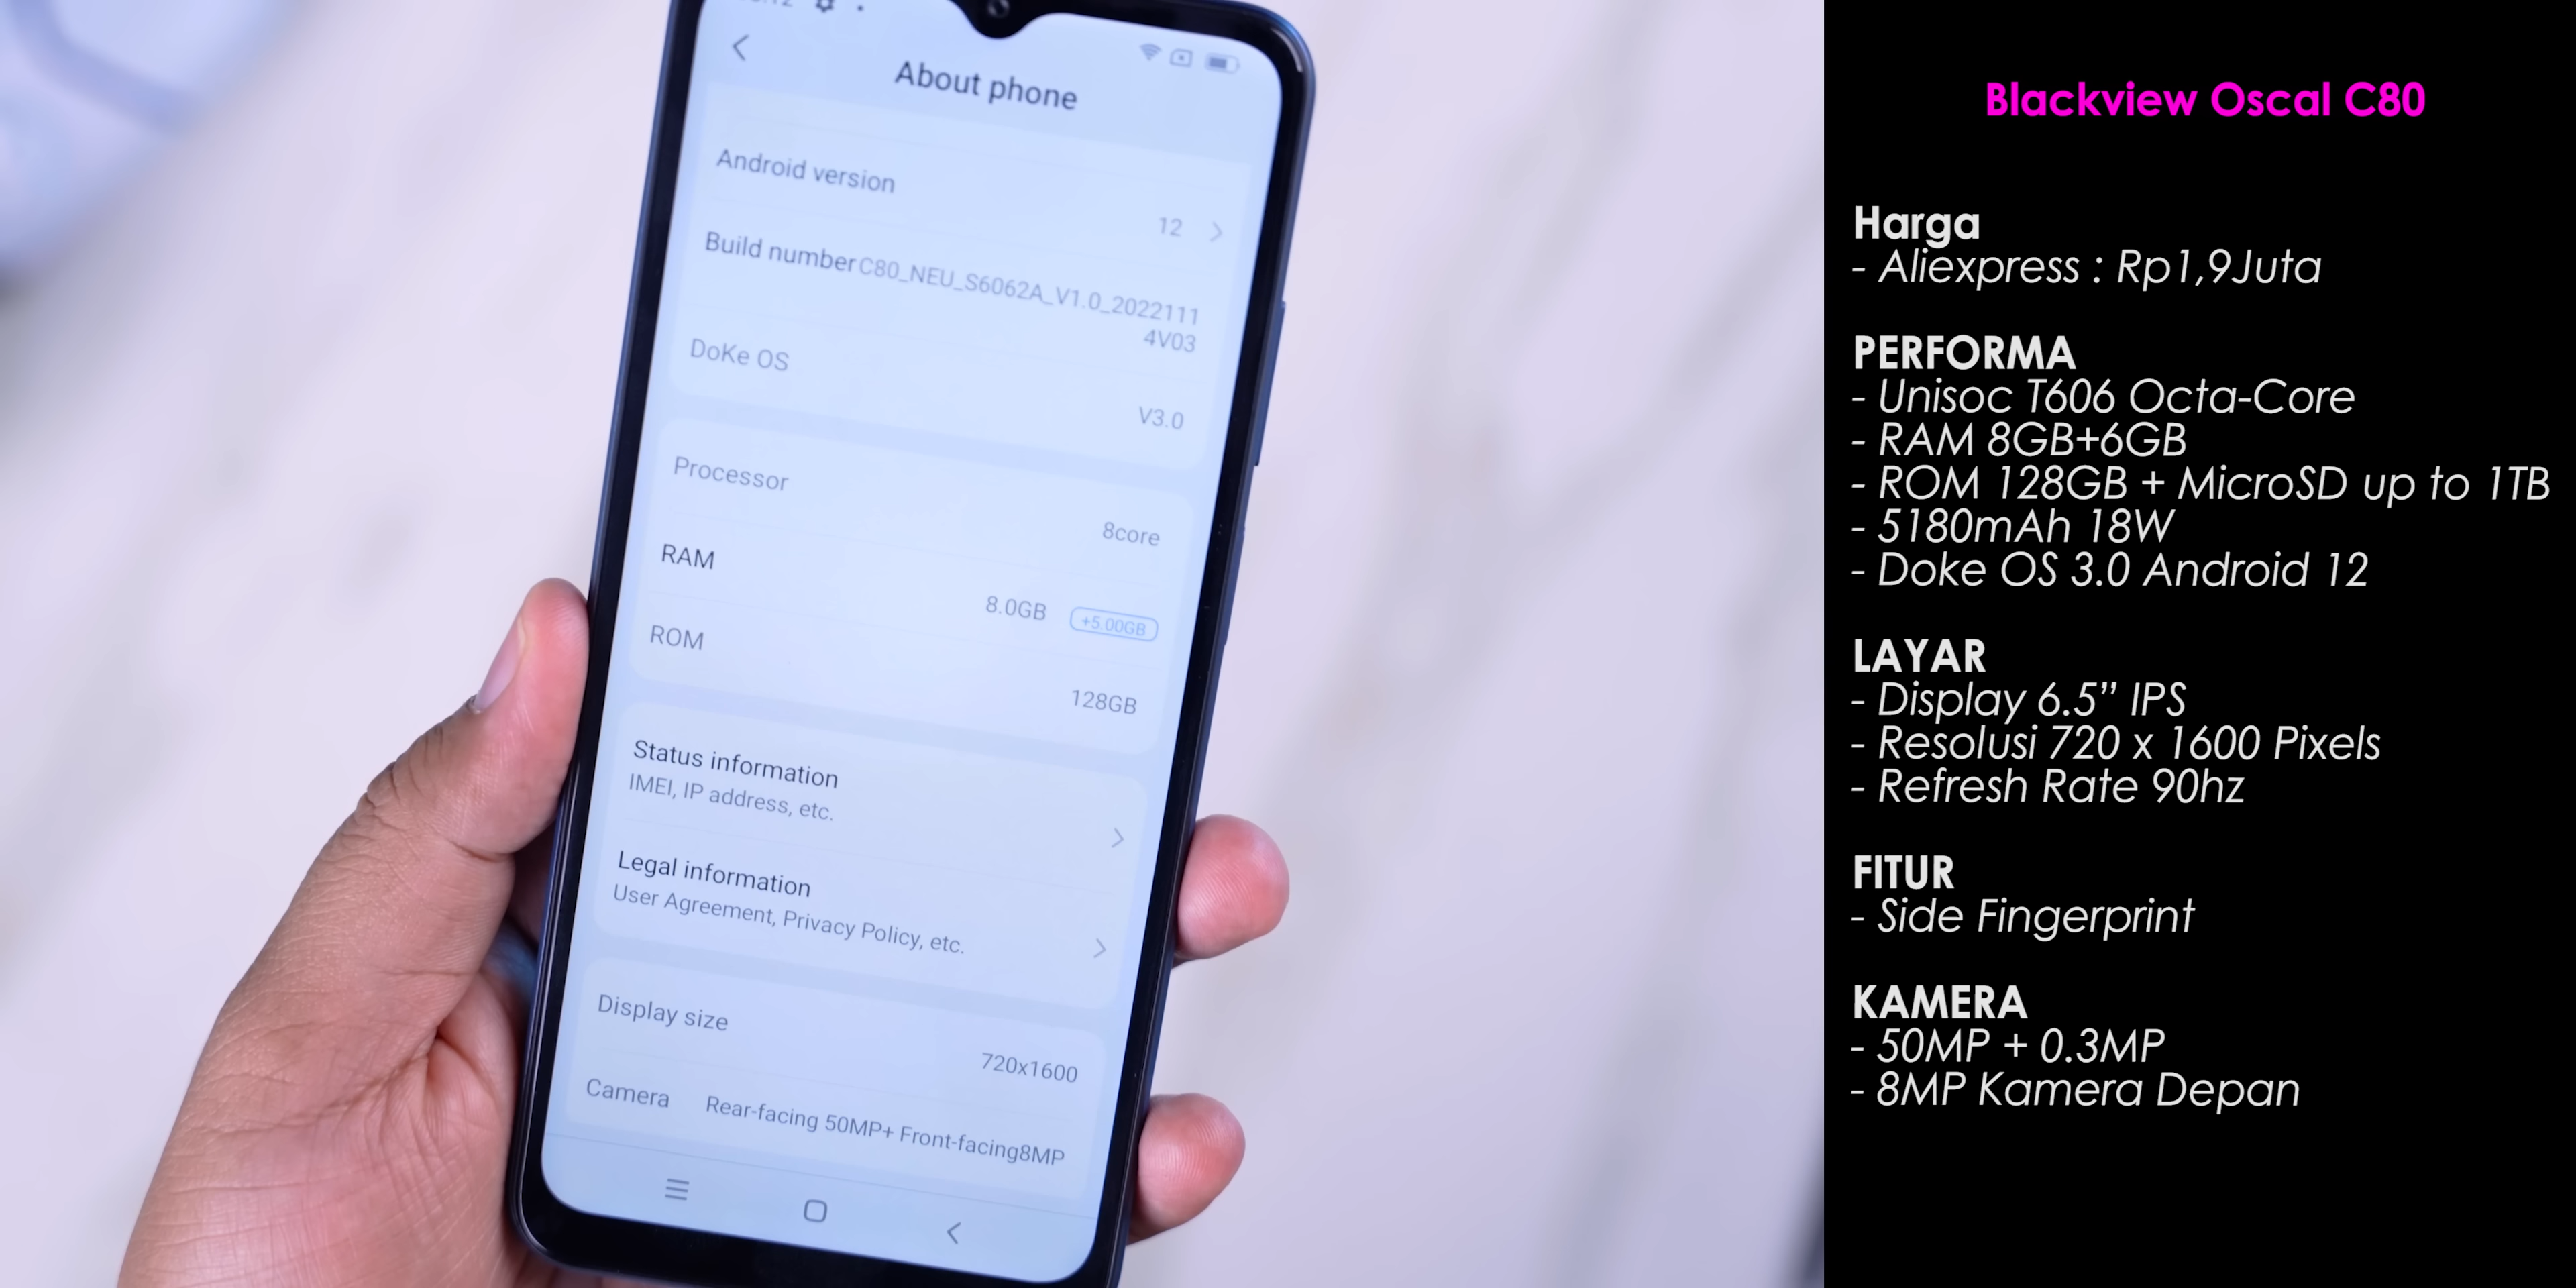 About phone
Android version
12
Build number C80_NEU_S6062A_V1.0_2022111
4V03
DoKe OS
V3.0
Processor
8core
RAM
8.0GB +5.00GB
ROM
128GB
Status information
IMEI, IP address, etc.
Legal information
User Agreement, Privacy Policy, etc.
Display size
720x1600
Camera Rear-facing 50MP+ Front-facing8MP
Blackview Oscal C80
Harga
- Aliexpress : Rp1,9Juta
PERFORMA
- Unisoc T606 Octa-Core
- RAM 8GB+6GB
- ROM 128GB + MicroSD up to 1TB
- 5180mAh 18W
- Doke OS 3.0 Android 12
LAYAR
- Display 6.5” IPS
- Resolusi 720 x 1600 Pixels
- Refresh Rate 90hz
FITUR
- Side Fingerprint
KAMERA
- 50MP + 0.3MP
- 8MP Kamera Depan